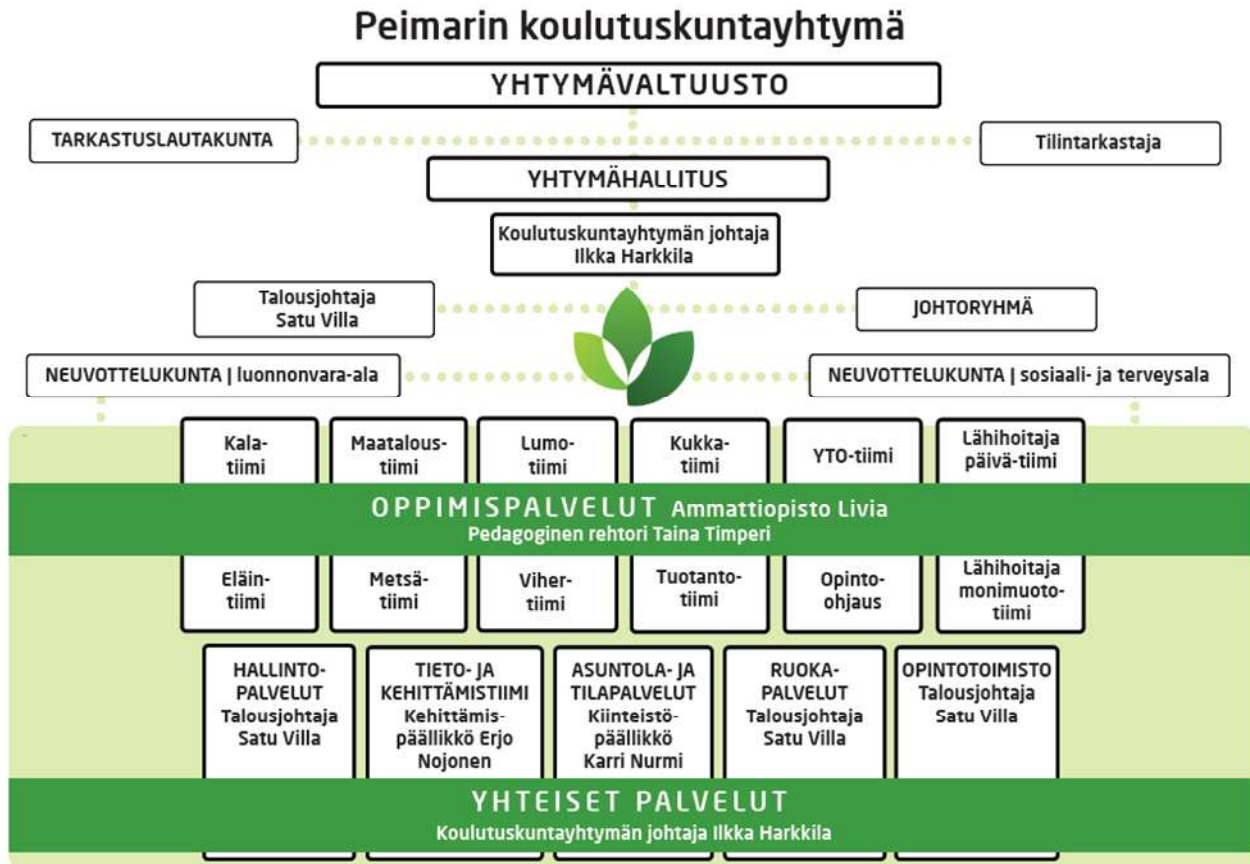 Peimarin koulutuskuntayhtymä
YHTYMÄVALTUUSTO
TARKASTUSLAUTAKUNTA
Tilintarkastaja
YHTYMÄHALLITUS
Koulutuskuntayhtymän johtaja
Ilkka Harkkila
Talousjohtaja
Satu Villa
JOHTORYHMÄ
NEUVOTTELUKUNTA | luonnonvara-ala
NEUVOTTELUKUNTA | sosiaali- ja terveysala
Kala-
tiimi
Maatalous-
tiimi
Lumo-
tiimi
Kukka-
tiimi
YTO-tiimi
Lähihoitaja
päivä-tiimi
OPPIMISPALVELUT Ammattiopisto Livia
Pedagoginen rehtori Taina Timperi
Eläin-
tiimi
Metsä-
tiimi
Viher-
tiimi
Tuotanto-
tiimi
Opinto-
ohjaus
Lähihoitaja
monimuoto-
tiimi
HALLINTO-
PALVELUT
Talousjohtaja
Satu Villa
TIETO- JA
KEHITTÄMISTIIMI
Kehittämis-
päällikkö Erjo
Nojonen
ASUNTOLA- JA
TILAPALVELUT
Kiinteistö-
päällikkö
Karri Nurmi
RUOKA-
PALVELUT
Talousjohtaja
Satu Villa
OPINTOTOIMISTO
Talousjohtaja
Satu Villa
YHTEISET PALVELUT
Koulutuskuntayhtymän johtaja Ilkka Harkkila